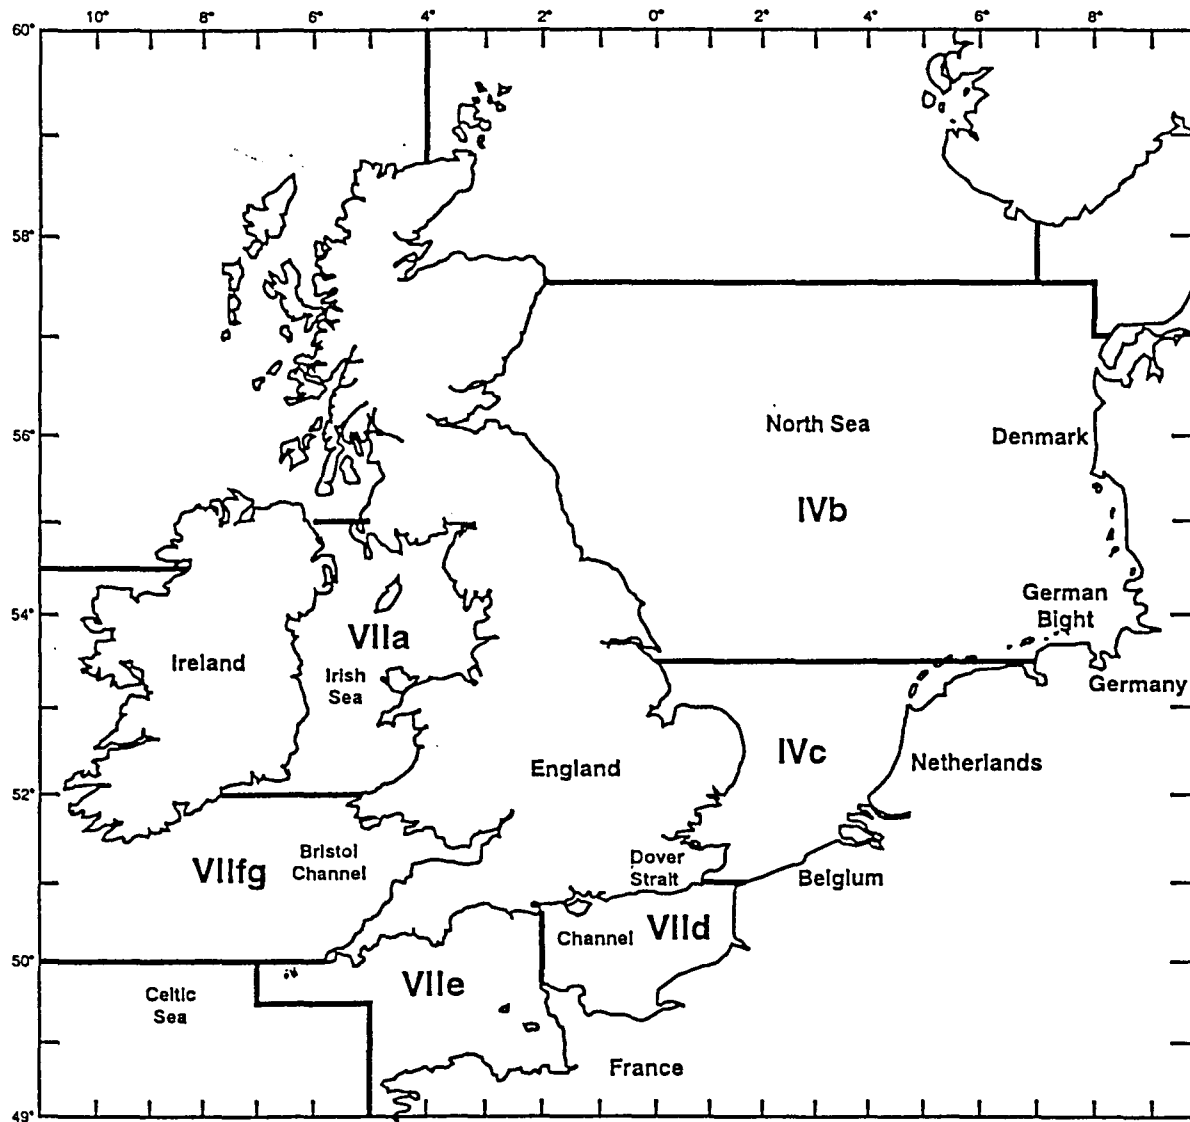 10° 8° 6° 4° 2° 0° 2° 4° 6° 8°
60°
58°
56°
54°
52°
50°
49°
North Sea
Denmark
IVb
German
Bight
VIIa
Ireland
Irish
Sea
Germany
IVc
England
Netherlands
VIIfg
Bristol
Channel
Dover
Strait
Belgium
Channel
VIId
VIIe
Celtic
Sea
France